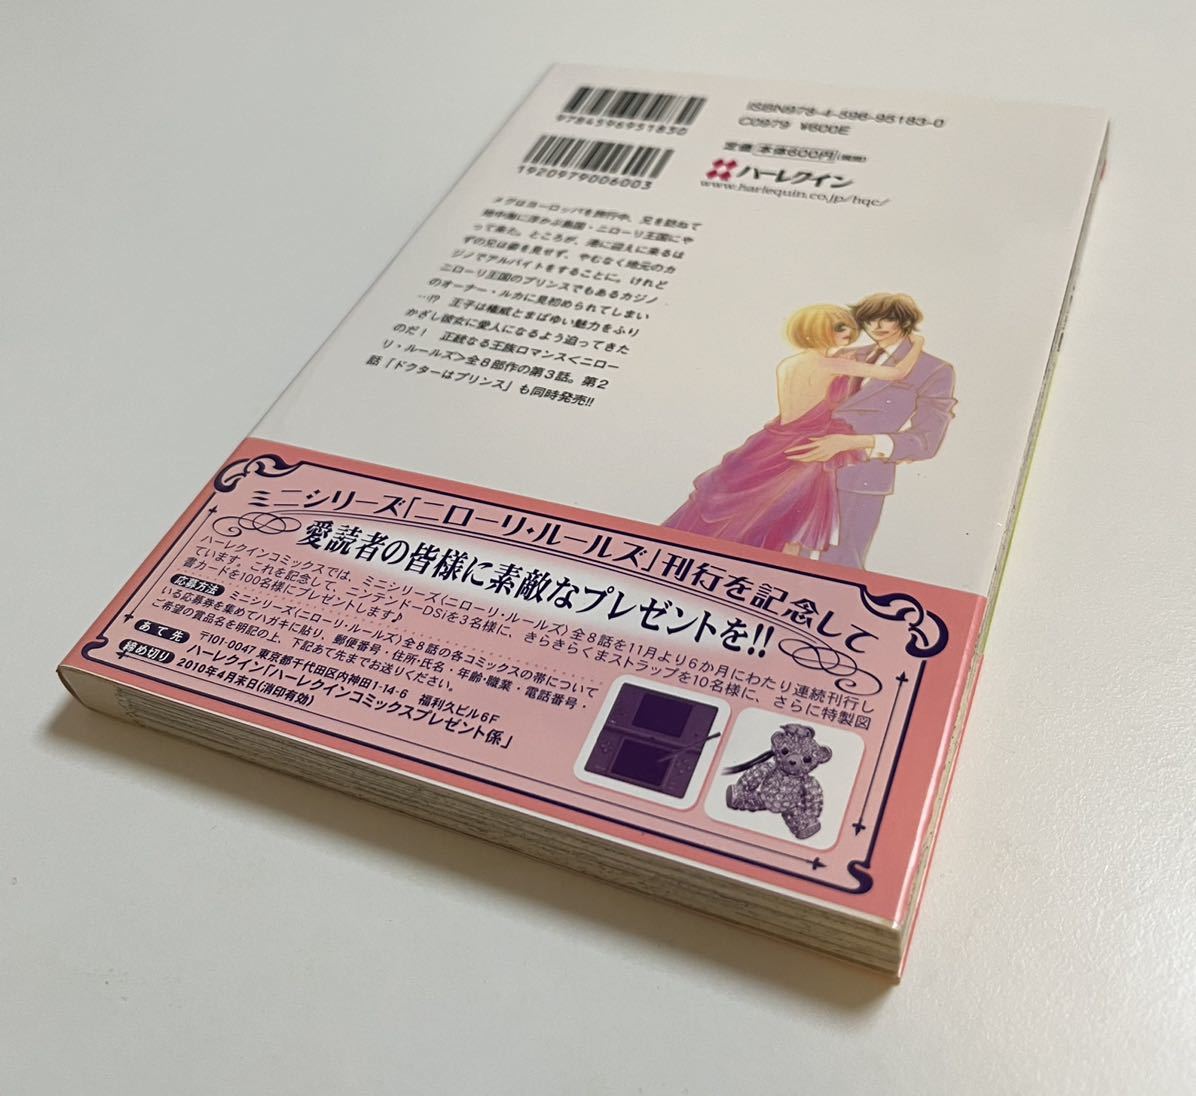 9784596951830
1920979006003
ISBN978-4-596-95183-0
C0979 ¥600E
定価 本体600円(税別)
ハーレクイン
www.harlequin.co.jp/hqc/
メグはヨーロッパを旅行中、兄を訪ねて
地中海に浮かぶ島国・ニローリ王国にや
って来た。ところが、港に迎えに来るは
ずの兄は姿を見せず、やむなく地元のカ
ジノでアルバイトをすることに。けれど
ニローリ王国のプリンスでもあるカジノ
のオーナー・ルカに見初められてしまい
…!? 王子は権威とまばゆい魅力をふり
かざし彼女に愛人になるよう迫ってきた
のだ! 正統なる王族ロマンス〈ニロー
リ・ルールズ〉全8部作の第3話。第2
話「ドクターはプリンス」も同時発売!!
ミニシリーズ「ニローリ・ルールズ」刊行を記念して
愛読者の皆様に素敵なプレゼントを!!
ハーレクインコミックスでは、ミニシリーズ〈ニローリ・ルールズ〉全8話を11月より6か月にわたり連続刊行し
ています。これを記念して、ニンテンドーDSiを3名様に、きらきらくまストラップを10名様に、さらに特製図
書カードを100名様にプレゼントします♪
応募方法 ミニシリーズ〈ニローリ・ルールズ〉全8話の各コミックスの帯について
いる応募券を集めてハガキに貼り、郵便番号・住所・氏名・年齢・職業・電話番号・
ご希望の賞品名を明記の上、下記あて先までお送りください。
あて先 〒101-0047 東京都千代田区内神田1-14-6 福利久ビル6F
ハーレクイン「ハーレクインコミックスプレゼント係」
締め切り 2010年4月末日(消印有効)